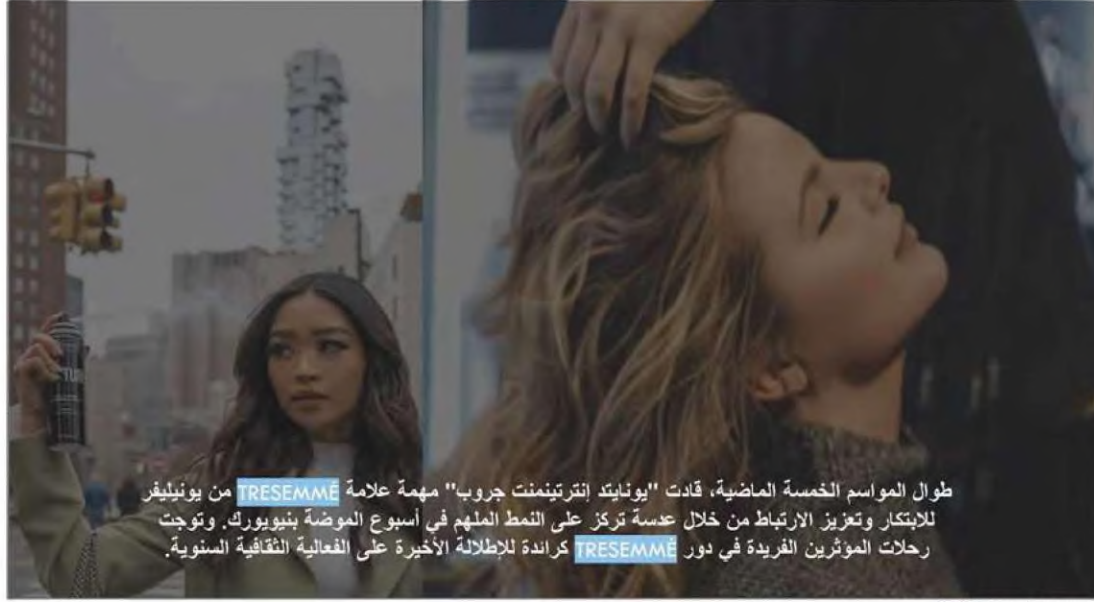 طوال المواسم الخمسة الماضية، قادت "يونايتد إنترتينمنت جروب" مهمة علامة TRESEMMÉ من يونيليفر
للابتكار وتعزيز الارتباط من خلال عدسة تركز على النمط الملهم في أسبوع الموضة بنيويورك. وتوجت
رحلات المؤثرين الفريدة في دور TRESEMMÉ كرائدة للإطلالة الأخيرة على الفعالية الثقافية السنوية.